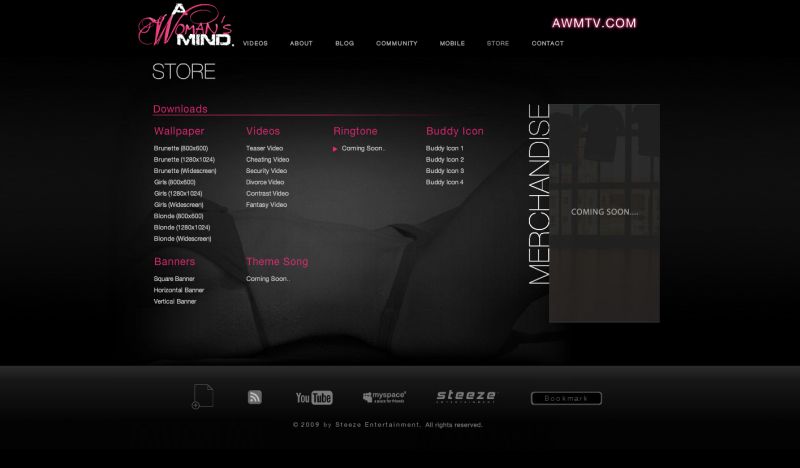 A
Woman's
MIND.
AWMTV.COM
VIDEOS ABOUT BLOG COMMUNITY MOBILE STORE CONTACT
STORE
Downloads
Wallpaper
Brunette (800x600)
Brunette (1280x1024)
Brunette (Widescreen)
Girls (800x600)
Girls (1280x1024)
Girls (Widescreen)
Blonde (800x600)
Blonde (1280x1024)
Blonde (Widescreen)
Videos
Teaser Video
Cheating Video
Security Video
Divorce Video
Contrast Video
Fantasy Video
Ringtone
Coming Soon..
Buddy Icon
Buddy Icon 1
Buddy Icon 2
Buddy Icon 3
Buddy Icon 4
Banners
Square Banner
Horizontal Banner
Vertical Banner
Theme Song
Coming Soon..
MERCHANDISE
COMING SOON....
YouTube
myspace
a place for friends
steeze
ENTERTAINMENT
Bookmark
© 2009 by Steeze Entertainment. All rights reserved.